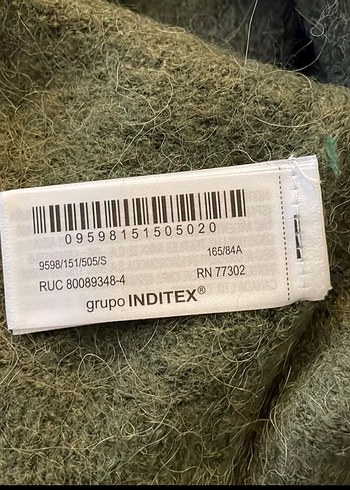 09598151505020
9598/151/505/S 165/84A
RUC 80089348-4 RN 77302
grupo INDITEX®